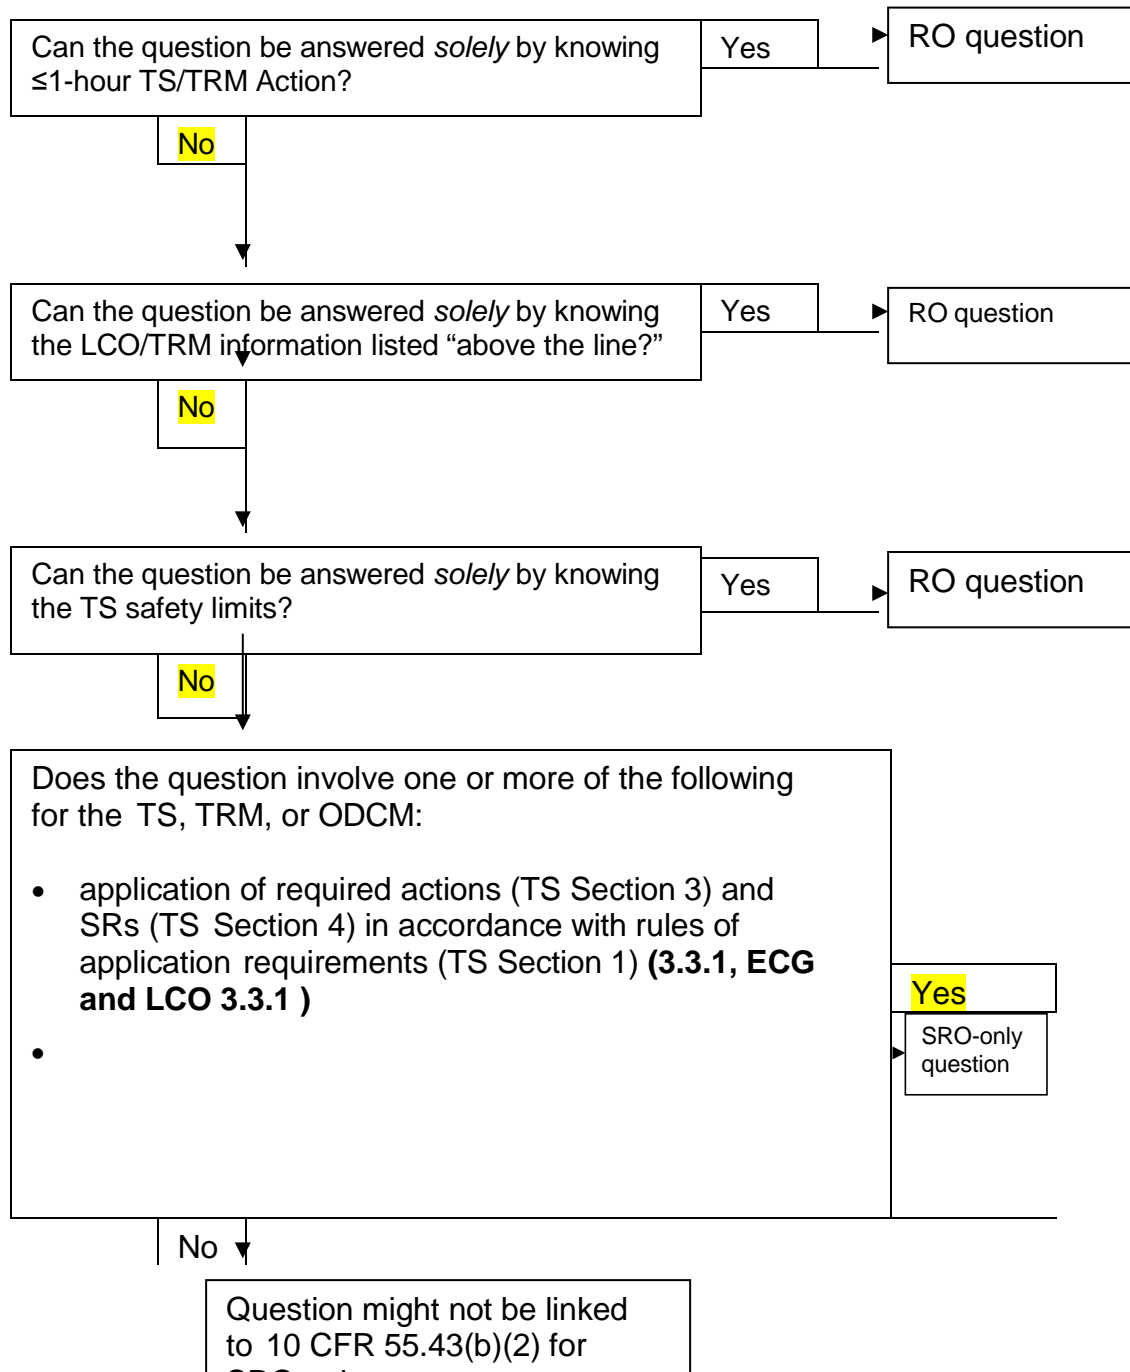 Can the question be answered solely by knowing
≤1-hour TS/TRM Action?
Yes
RO question
No
Can the question be answered solely by knowing
the LCO/TRM information listed “above the line?”
Yes
RO question
No
Can the question be answered solely by knowing
the TS safety limits?
Yes
RO question
No
Does the question involve one or more of the following
for the TS, TRM, or ODCM:
• application of required actions (TS Section 3) and
SRs (TS Section 4) in accordance with rules of
application requirements (TS Section 1) (3.3.1, ECG
and LCO 3.3.1 )
•
Yes
SRO-only
question
No
Question might not be linked
to 10 CFR 55.43(b)(2) for